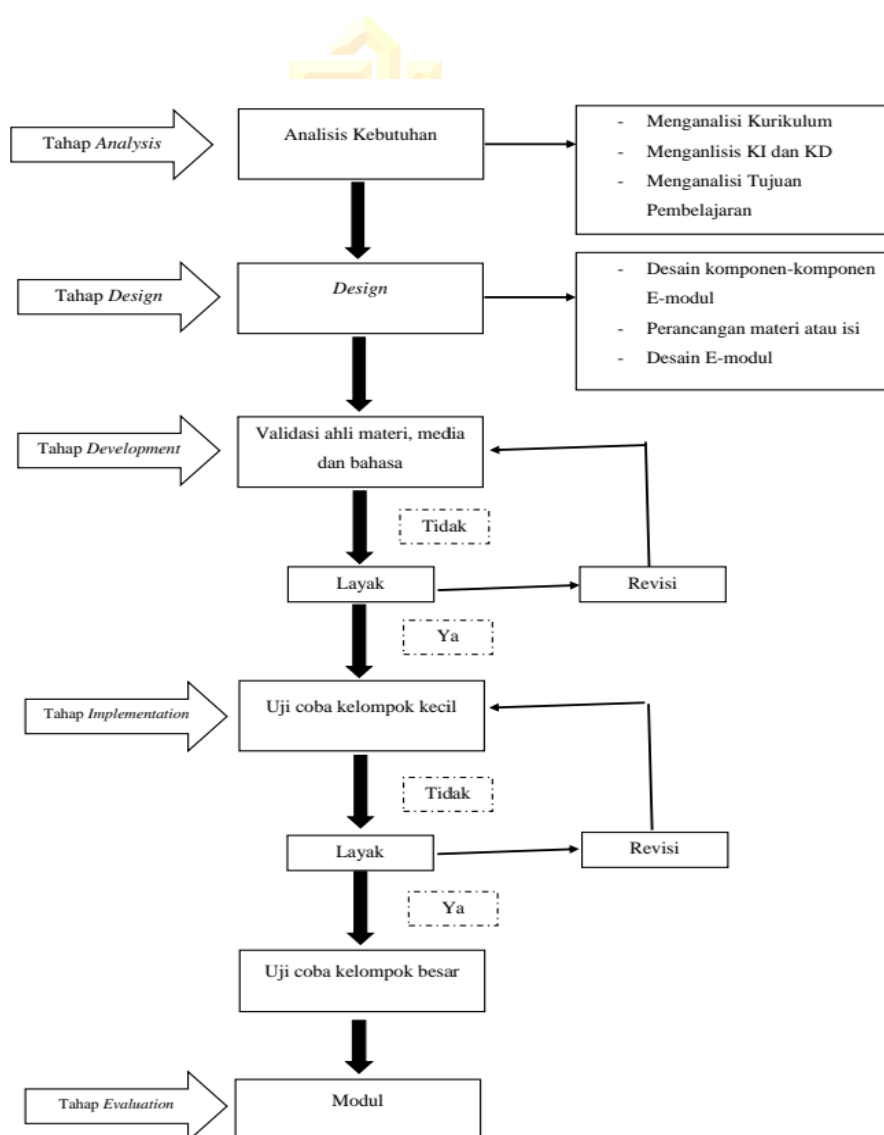 Tahap Analysis
Analisis Kebutuhan
- Menganalisi Kurikulum
- Menganlisis KI dan KD
- Menganalisi Tujuan
Pembelajaran
Tahap Design
Design
- Desain komponen-komponen
E-modul
- Perancangan materi atau isi
- Desain E-modul
Tahap Development
Validasi ahli materi, media
dan bahasa
Tidak
Layak
Revisi
Ya
Tahap Implementation
Uji coba kelompok kecil
Tidak
Layak
Revisi
Ya
Uji coba kelompok besar
Tahap Evaluation
Modul